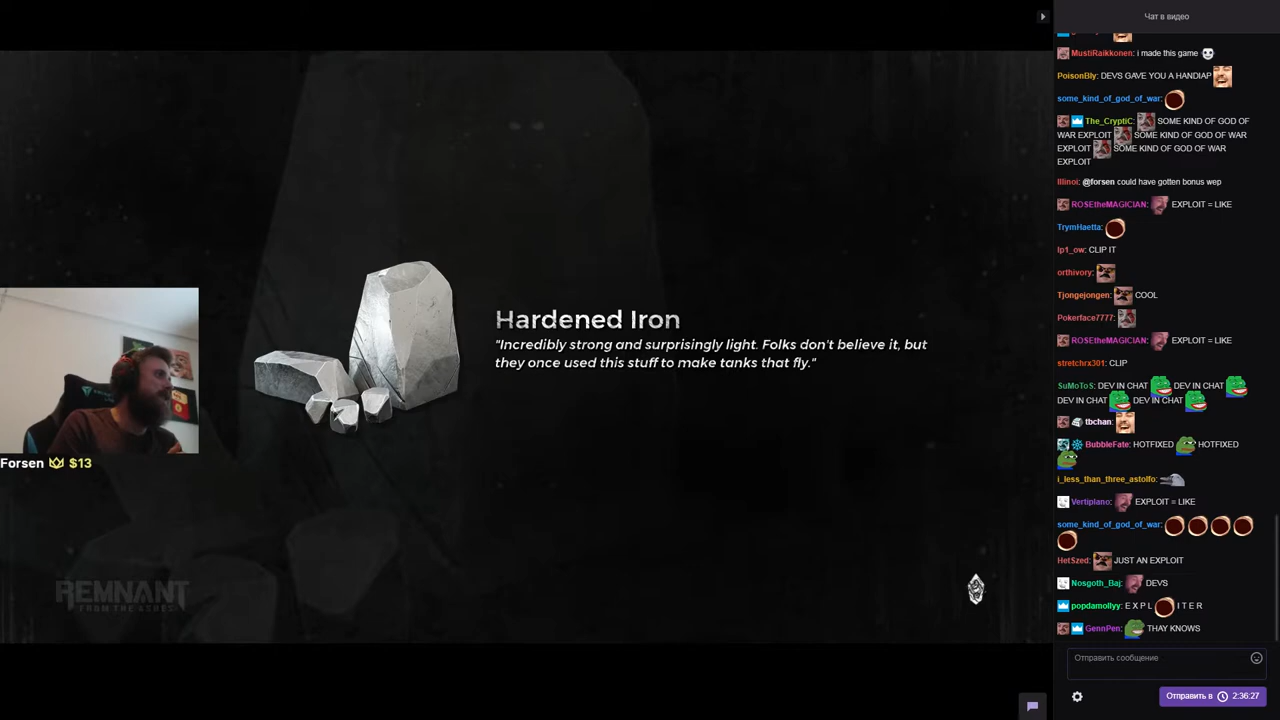 Чат в видео
MustiRaikkonen: i made this game
PoisonBly: DEVS GAVE YOU A HANDIAP
some_kind_of_god_of_war:
The_CryptiC: SOME KIND OF GOD OF
WAR EXPLOIT SOME KIND OF GOD OF WAR
EXPLOIT SOME KIND OF GOD OF WAR
EXPLOIT
Illinoi: @forsen could have gotten bonus wep
ROSEtheMAGICIAN: EXPLOIT = LIKE
TrymHaetta:
lp1_ow: CLIP IT
orthivory:
Tjongejongen: COOL
Pokerface7777:
ROSEtheMAGICIAN: EXPLOIT = LIKE
stretchrx301: CLIP
SuMoToS: DEV IN CHAT DEV IN CHAT
DEV IN CHAT DEV IN CHAT
tbchan:
BubbleFate: HOTFIXED HOTFIXED
i_less_than_three_astolfo:
Vertiplano: EXPLOIT = LIKE
some_kind_of_god_of_war:
HetSzed: JUST AN EXPLOIT
Nosgoth_Baj: DEVS
popdamollyy: E X P L I T E R
GennPen: THAY KNOWS
Отправить сообщение
Отправить в 2:36:27
Hardened Iron
"Incredibly strong and surprisingly light. Folks don't believe it, but
they once used this stuff to make tanks that fly."
Forsen $13
REMNANT
FROM THE ASHES